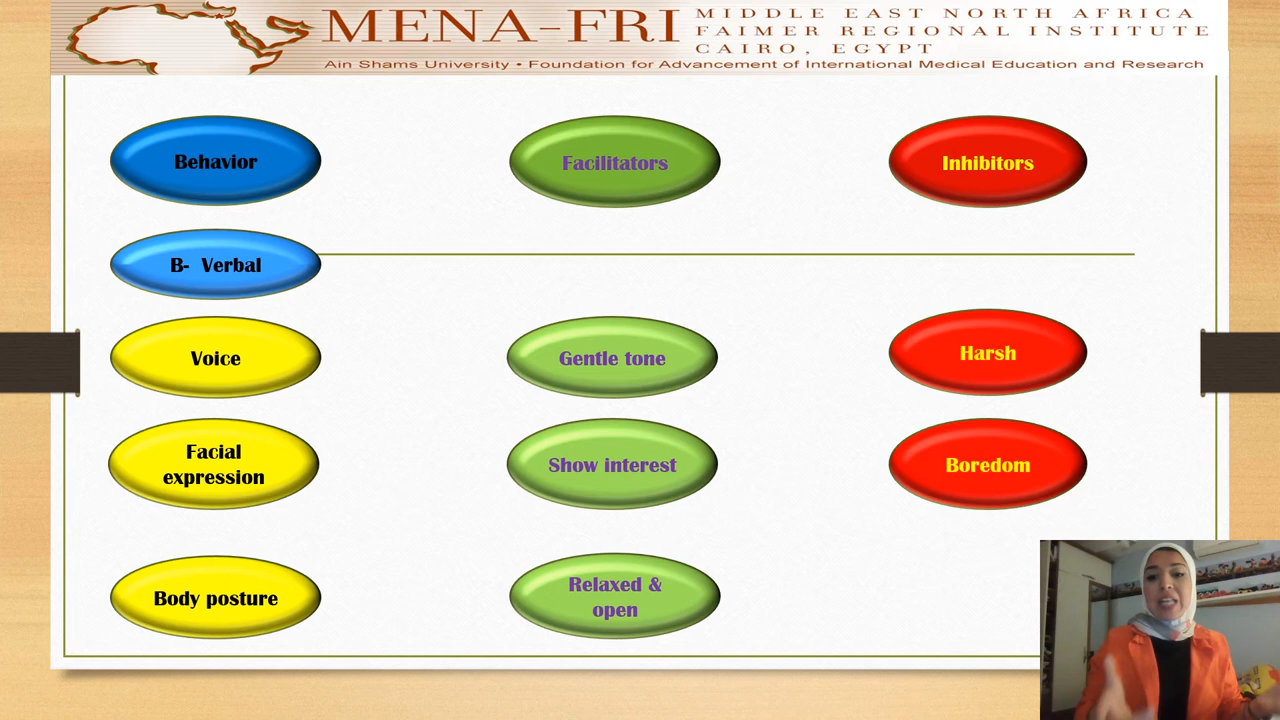 MENA-FRI
MIDDLE EAST NORTH AFRICA
FAIMER REGIONAL INSTITUTE
CAIRO, EGYPT
Ain Shams University • Foundation for Advancement of International Medical Education and Research
Behavior
Facilitators
Inhibitors
B- Verbal
Voice
Gentle tone
Harsh
Facial
expression
Show interest
Boredom
Body posture
Relaxed &
open